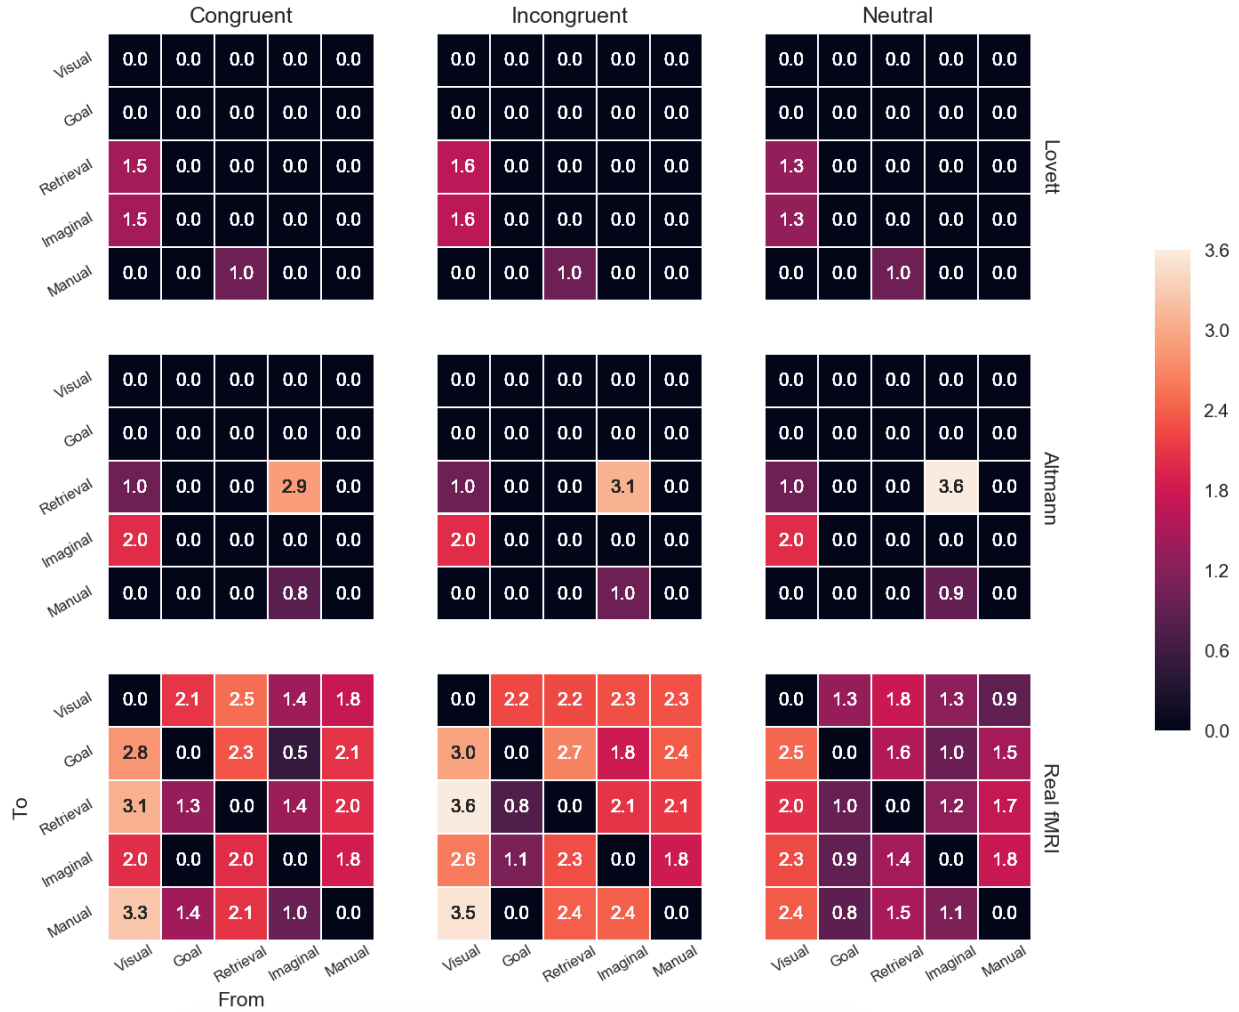 Congruent Incongruent Neutral
Visual 0.0 0.0 0.0 0.0 0.0 0.0 0.0 0.0 0.0 0.0 0.0 0.0 0.0 0.0 0.0
Goal 0.0 0.0 0.0 0.0 0.0 0.0 0.0 0.0 0.0 0.0 0.0 0.0 0.0 0.0 0.0
Retrieval 1.5 0.0 0.0 0.0 0.0 1.6 0.0 0.0 0.0 0.0 1.3 0.0 0.0 0.0 0.0
Lovett
Imaginal 1.5 0.0 0.0 0.0 0.0 1.6 0.0 0.0 0.0 0.0 1.3 0.0 0.0 0.0 0.0
Manual 0.0 0.0 1.0 0.0 0.0 0.0 0.0 1.0 0.0 0.0 0.0 0.0 1.0 0.0 0.0
Visual 0.0 0.0 0.0 0.0 0.0 0.0 0.0 0.0 0.0 0.0 0.0 0.0 0.0 0.0 0.0
Goal 0.0 0.0 0.0 0.0 0.0 0.0 0.0 0.0 0.0 0.0 0.0 0.0 0.0 0.0 0.0
Retrieval 1.0 0.0 0.0 2.9 0.0 1.0 0.0 0.0 3.1 0.0 1.0 0.0 0.0 3.6 0.0
Altmann
Imaginal 2.0 0.0 0.0 0.0 0.0 2.0 0.0 0.0 0.0 0.0 2.0 0.0 0.0 0.0 0.0
Manual 0.0 0.0 0.0 0.8 0.0 0.0 0.0 0.0 1.0 0.0 0.0 0.0 0.0 0.9 0.0
Visual 0.0 2.1 2.5 1.4 1.8 0.0 2.2 2.2 2.3 2.3 0.0 1.3 1.8 1.3 0.9
Goal 2.8 0.0 2.3 0.5 2.1 3.0 0.0 2.7 1.8 2.4 2.5 0.0 1.6 1.0 1.5
To
Retrieval 3.1 1.3 0.0 1.4 2.0 3.6 0.8 0.0 2.1 2.1 2.0 1.0 0.0 1.2 1.7
Real fMRI
Imaginal 2.0 0.0 2.0 0.0 1.8 2.6 1.1 2.3 0.0 1.8 2.3 0.9 1.4 0.0 1.8
Manual 3.3 1.4 2.1 1.0 0.0 3.5 0.0 2.4 2.4 0.0 2.4 0.8 1.5 1.1 0.0
Visual Goal Retrieval Imaginal Manual Visual Goal Retrieval Imaginal Manual Visual Goal Retrieval Imaginal Manual
From
3.6
3.0
2.4
1.8
1.2
0.6
0.0